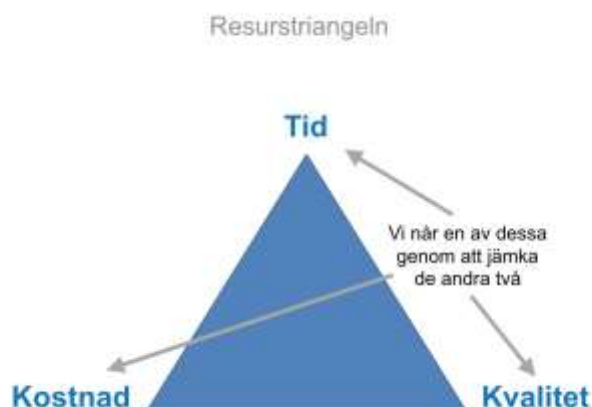 Resurstriangeln
Tid
Vi når en av dessa
genom att jämka
de andra två
Kostnad
Kvalitet